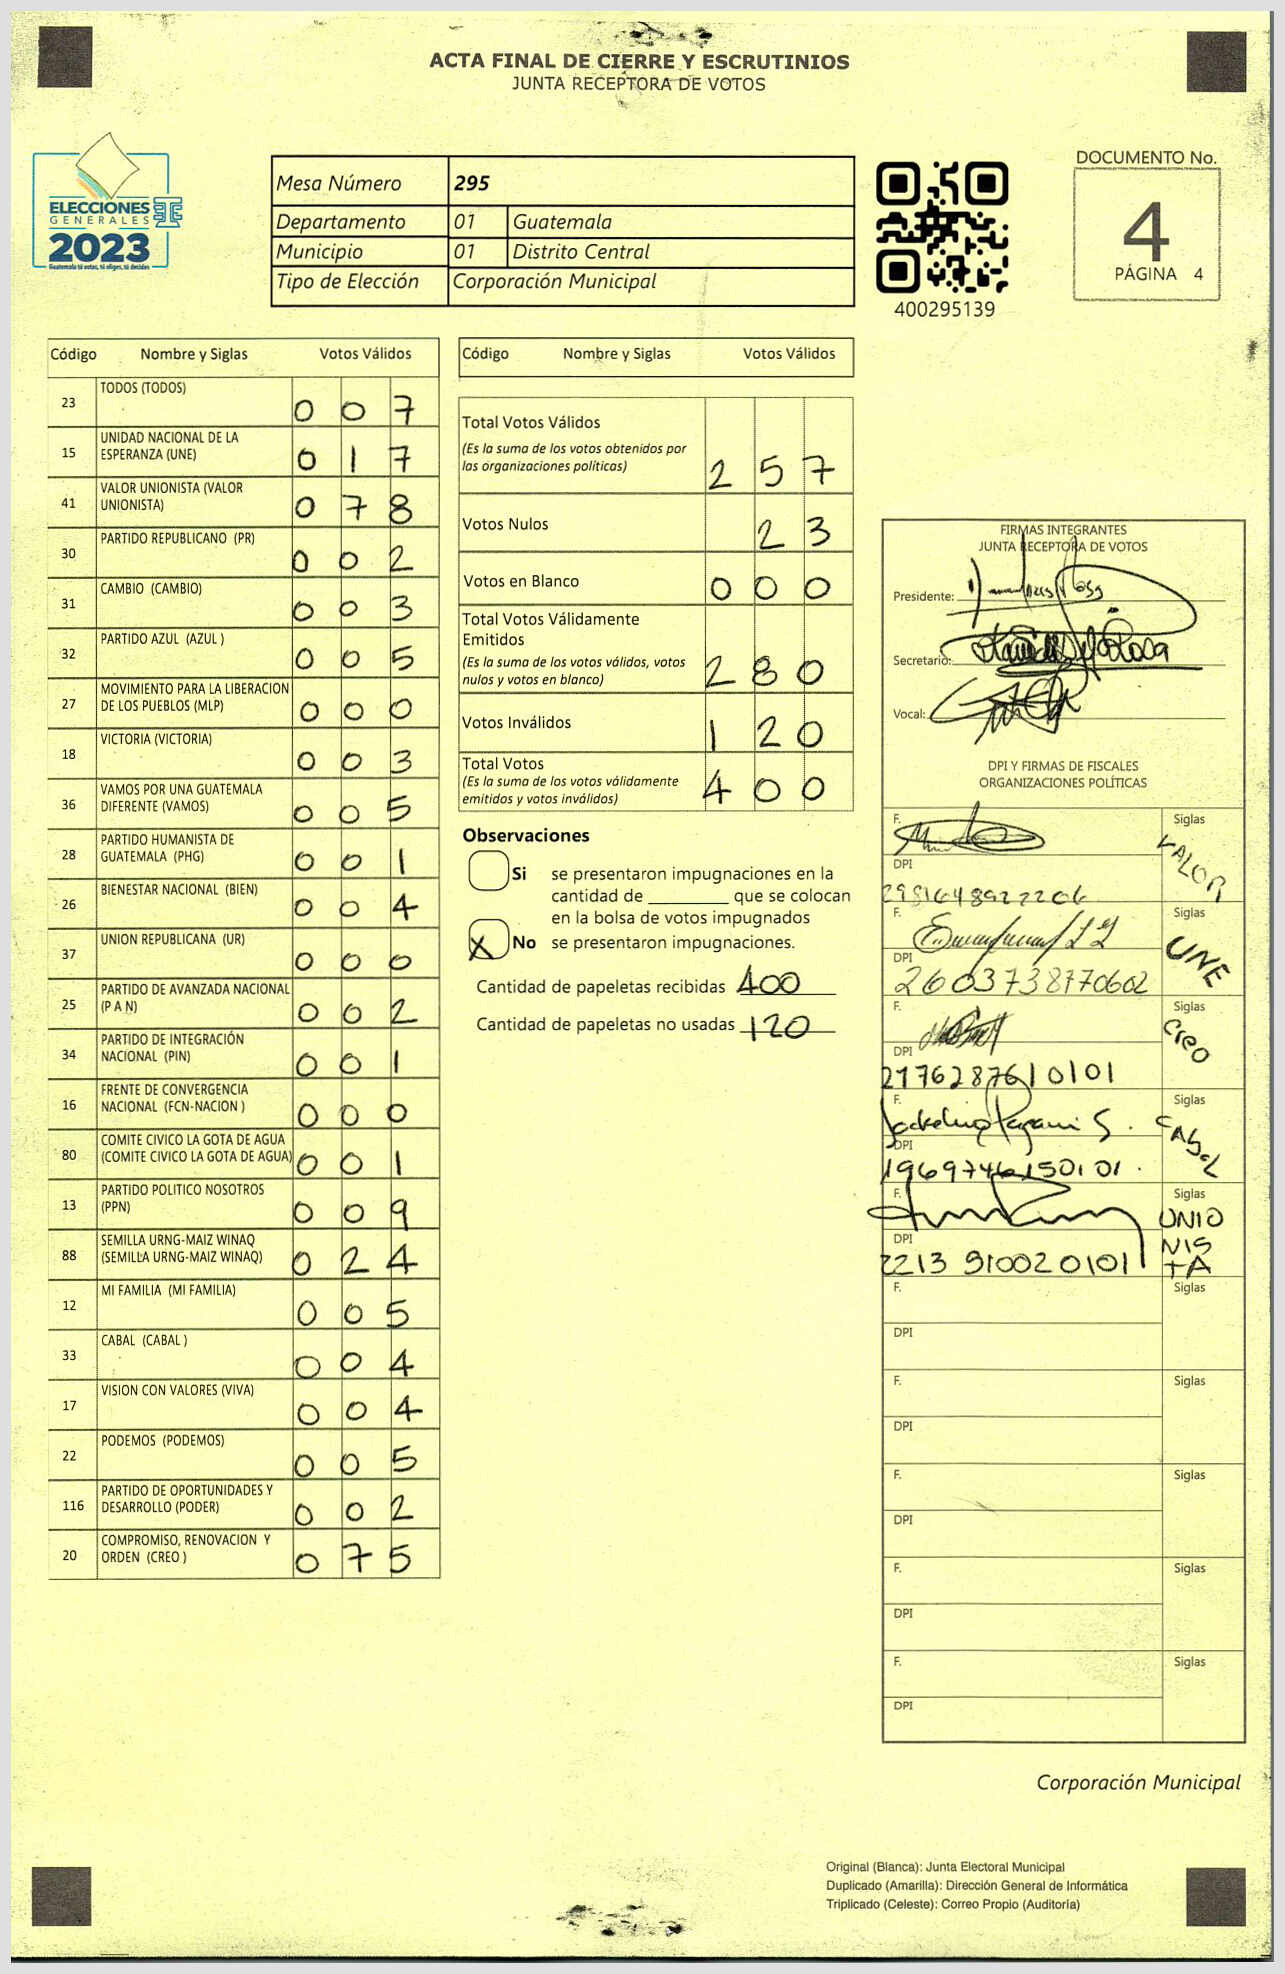 ACTA FINAL DE CIERRE Y ESCRUTINIOS
JUNTA RECEPTORA DE VOTOS
ELECCIONES
GENERALES
2023
Guatemala tú votas, tú eliges, tú decides
Mesa Número 295
Departamento 01 Guatemala
Municipio 01 Distrito Central
Tipo de Elección Corporación Municipal
400295139
DOCUMENTO No.
4
PÁGINA 4
Código Nombre y Siglas Votos Válidos
23 TODOS (TODOS) 0 0 7
15 UNIDAD NACIONAL DE LA
ESPERANZA (UNE) 0 1 7
41 VALOR UNIONISTA (VALOR
UNIONISTA) 0 7 8
30 PARTIDO REPUBLICANO (PR) 0 0 2
31 CAMBIO (CAMBIO) 0 0 3
32 PARTIDO AZUL (AZUL ) 0 0 5
27 MOVIMIENTO PARA LA LIBERACION
DE LOS PUEBLOS (MLP) 0 0 0
18 VICTORIA (VICTORIA) 0 0 3
36 VAMOS POR UNA GUATEMALA
DIFERENTE (VAMOS) 0 0 5
28 PARTIDO HUMANISTA DE
GUATEMALA (PHG) 0 0 1
26 BIENESTAR NACIONAL (BIEN) 0 0 4
37 UNION REPUBLICANA (UR) 0 0 0
25 PARTIDO DE AVANZADA NACIONAL
(P A N) 0 0 2
34 PARTIDO DE INTEGRACIÓN
NACIONAL (PIN) 0 0 1
16 FRENTE DE CONVERGENCIA
NACIONAL (FCN-NACION ) 0 0 0
80 COMITE CIVICO LA GOTA DE AGUA
(COMITE CIVICO LA GOTA DE AGUA) 0 0 1
13 PARTIDO POLITICO NOSOTROS
(PPN) 0 0 9
88 SEMILLA URNG-MAIZ WINAQ
(SEMILLA URNG-MAIZ WINAQ) 0 2 4
12 MI FAMILIA (MI FAMILIA) 0 0 5
33 CABAL (CABAL ) 0 0 4
17 VISION CON VALORES (VIVA) 0 0 4
22 PODEMOS (PODEMOS) 0 0 5
116 PARTIDO DE OPORTUNIDADES Y
DESARROLLO (PODER) 0 0 2
20 COMPROMISO, RENOVACION Y
ORDEN (CREO ) 0 7 5
Código Nombre y Siglas Votos Válidos
Total Votos Válidos
(Es la suma de los votos obtenidos por
las organizaciones políticas) 2 5 7
Votos Nulos 2 3
Votos en Blanco 0 0 0
Total Votos Válidamente
Emitidos
(Es la suma de los votos válidos, votos
nulos y votos en blanco) 2 8 0
Votos Inválidos 1 2 0
Total Votos
(Es la suma de los votos válidamente
emitidos y votos inválidos) 4 0 0
Observaciones
Si se presentaron impugnaciones en la
cantidad de ________ que se colocan
en la bolsa de votos impugnados
X No se presentaron impugnaciones.
Cantidad de papeletas recibidas 400
Cantidad de papeletas no usadas 120
FIRMAS INTEGRANTES
JUNTA RECEPTORA DE VOTOS
Presidente:
Secretario:
Vocal:
DPI Y FIRMAS DE FISCALES
ORGANIZACIONES POLÍTICAS
F. Siglas
VALOR
DPI
2981648922206
F. Siglas
UNE
DPI
2603738770602
F. Siglas
CREO
DPI
2176287610101
F. Siglas
CABAL
DPI
1969746150101.
F. Siglas
UNIO
NIS
TA
DPI
2213 910020101
F. Siglas
DPI
F. Siglas
DPI
F. Siglas
DPI
F. Siglas
DPI
F. Siglas
DPI
Corporación Municipal
Original (Blanca): Junta Electoral Municipal
Duplicado (Amarilla): Dirección General de Informática
Triplicado (Celeste): Correo Propio (Auditoría)